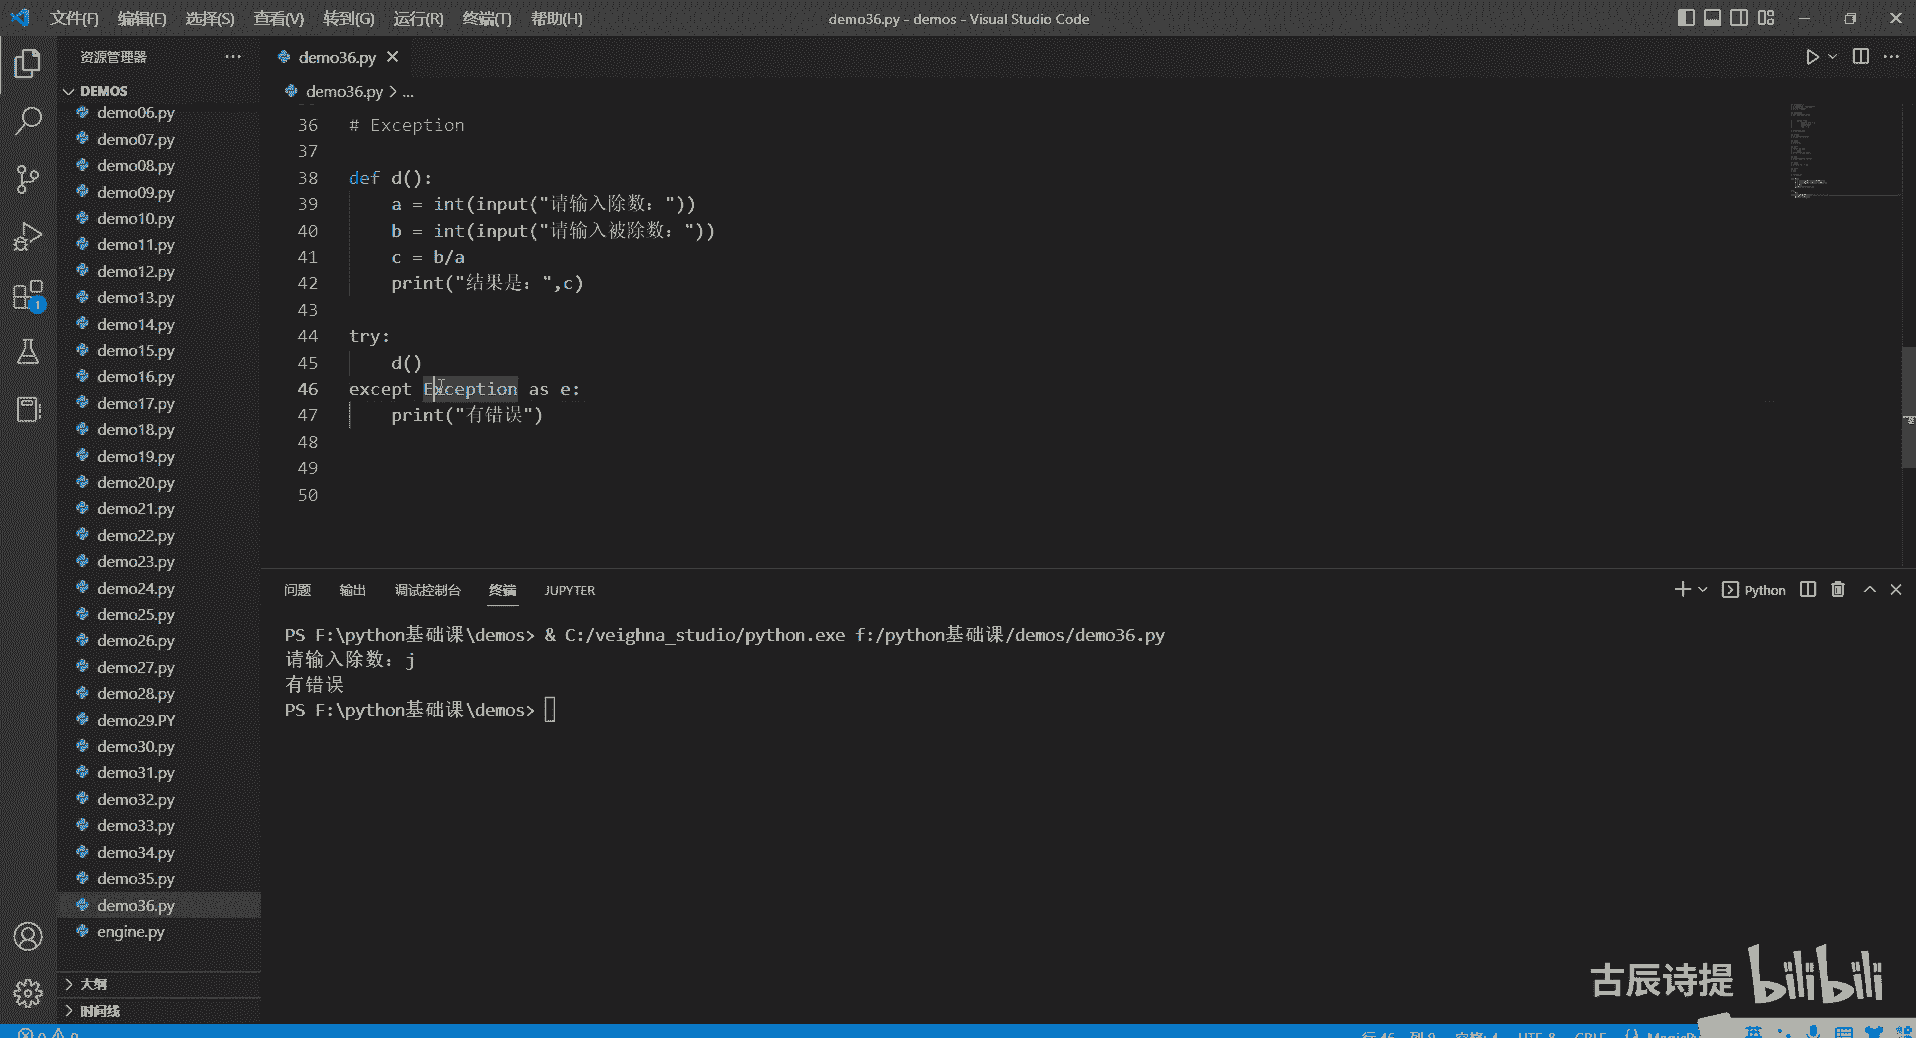 文件(F) 编辑(E) 选择(S) 查看(V) 转到(G) 运行(R) 终端(T) 帮助(H)
demo36.py - demos - Visual Studio Code
资源管理器
DEMOS
demo06.py
demo07.py
demo08.py
demo09.py
demo10.py
demo11.py
demo12.py
demo13.py
demo14.py
demo15.py
demo16.py
demo17.py
demo18.py
demo19.py
demo20.py
demo21.py
demo22.py
demo23.py
demo24.py
demo25.py
demo26.py
demo27.py
demo28.py
demo29.PY
demo30.py
demo31.py
demo32.py
demo33.py
demo34.py
demo35.py
demo36.py
engine.py
大纲
时间线
1
demo36.py
demo36.py > ...
36 # Exception
37
38 def d():
39 a = int(input("请输入除数："))
40 b = int(input("请输入被除数："))
41 c = b/a
42 print("结果是：",c)
43
44 try:
45 d()
46 except Exception as e:
47 print("有错误")
48
49
50
问题 输出 调试控制台 终端 JUPYTER
Python
PS F:\python基础课\demos> & C:/veighna_studio/python.exe f:/python基础课/demos/demo36.py
请输入除数：j
有错误
PS F:\python基础课\demos>
古辰诗提 bilibili
英